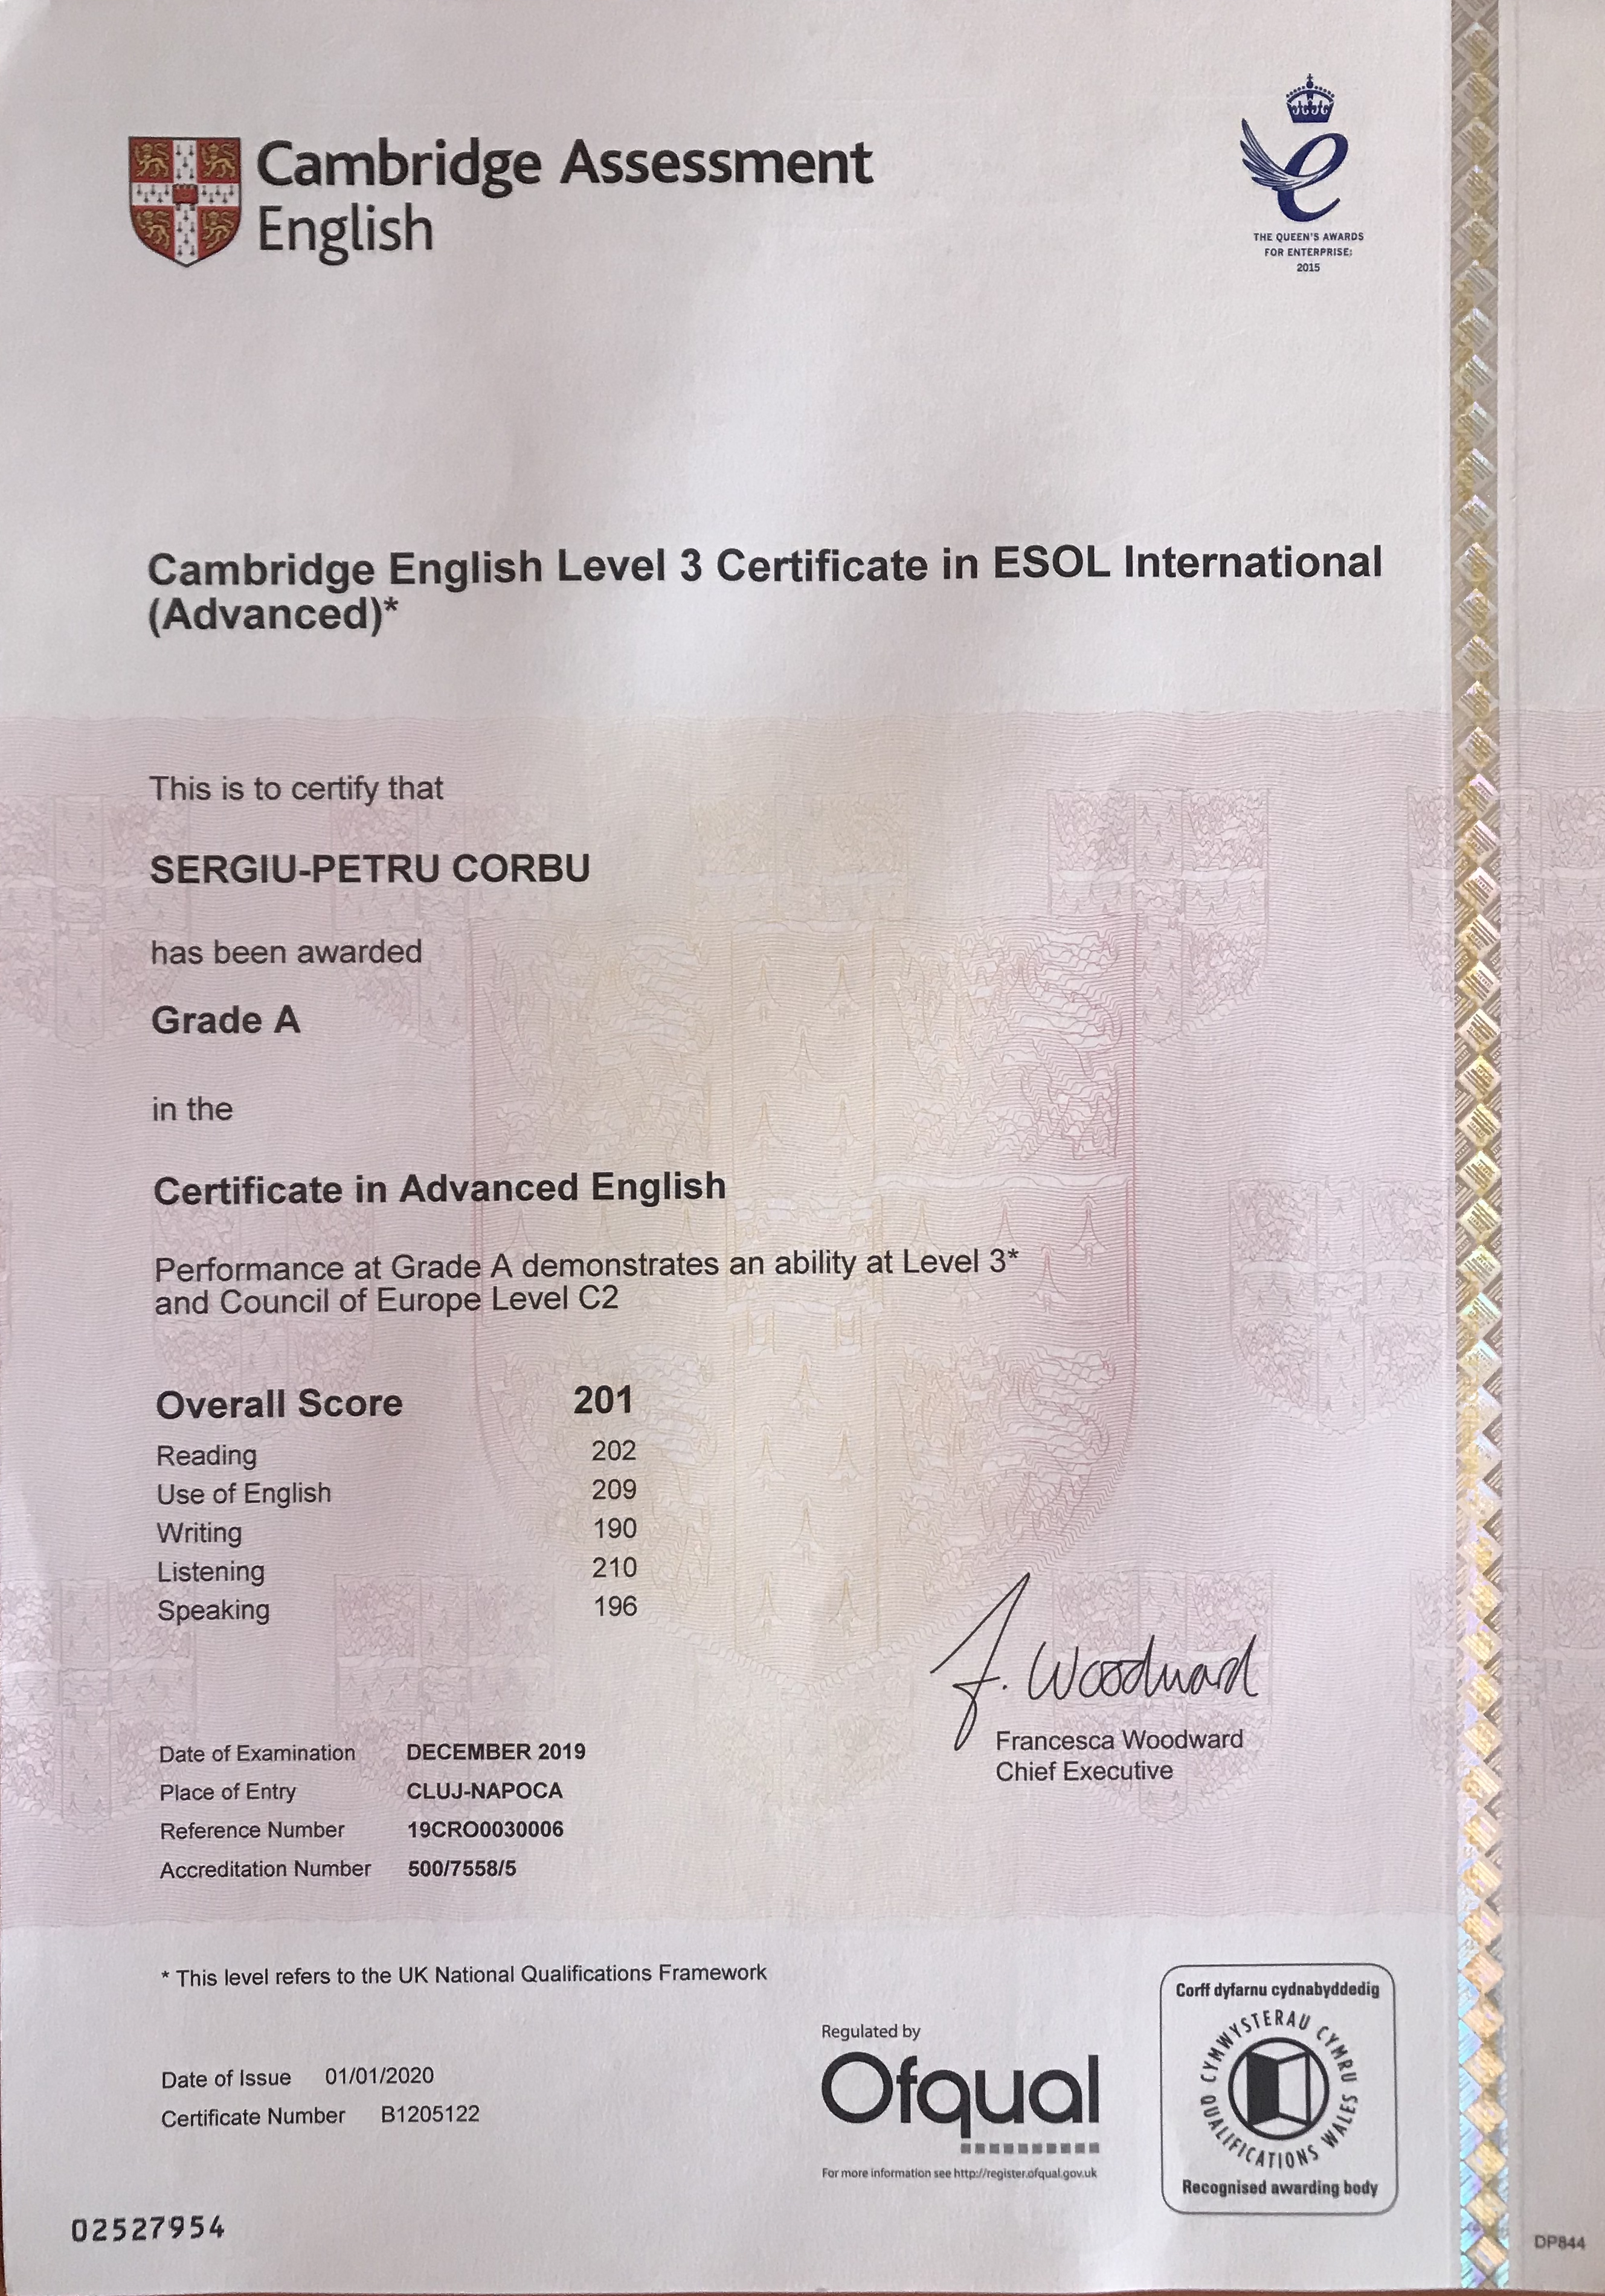 Cambridge Assessment
English
THE QUEEN'S AWARDS
FOR ENTERPRISE:
2015
Cambridge English Level 3 Certificate in ESOL International
(Advanced)*
This is to certify that
SERGIU-PETRU CORBU
has been awarded
Grade A
in the
Certificate in Advanced English
Performance at Grade A demonstrates an ability at Level 3*
and Council of Europe Level C2
Overall Score 201
Reading 202
Use of English 209
Writing 190
Listening 210
Speaking 196
F. Woodward
Francesca Woodward
Chief Executive
Date of Examination DECEMBER 2019
Place of Entry CLUJ-NAPOCA
Reference Number 19CRO0030006
Accreditation Number 500/7558/5
* This level refers to the UK National Qualifications Framework
Date of Issue 01/01/2020
Certificate Number B1205122
Regulated by
Ofqual
For more information see http://register.ofqual.gov.uk
Corff dyfarnu cydnabyddedig
CYMWYSTERAU CYMRU
QUALIFICATIONS WALES
Recognised awarding body
02527954
DP844